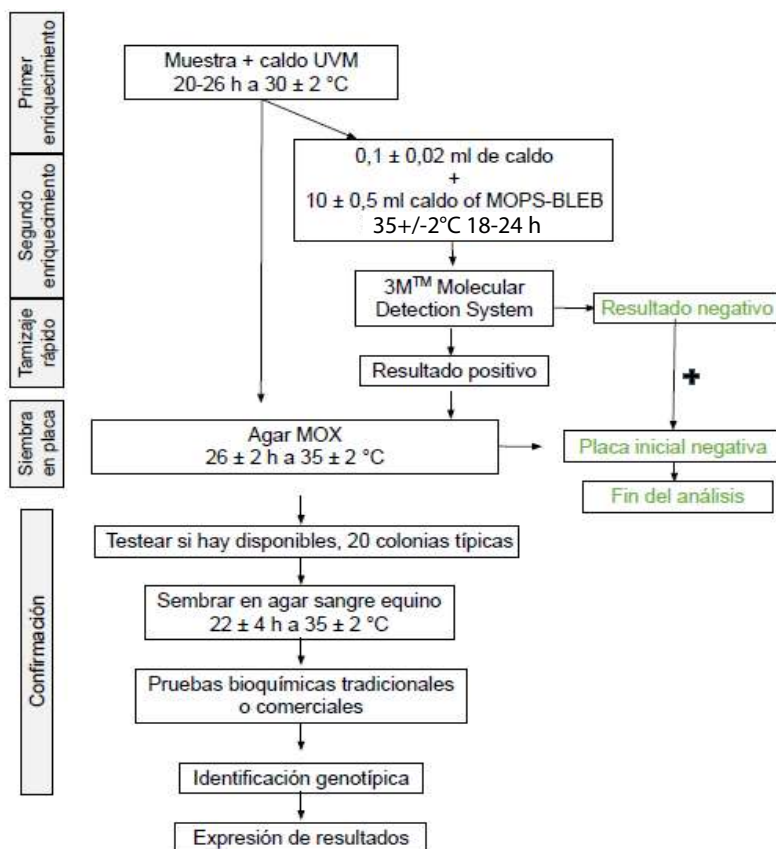 Primer
enriquecimiento
Muestra + caldo UVM
20-26 h a 30 ± 2 °C
Segundo
enriquecimiento
0,1 ± 0,02 ml de caldo
+
10 ± 0,5 ml caldo of MOPS-BLEB
35+/-2°C 18-24 h
3M™ Molecular
Detection System
Resultado negativo
Tamizaje
rápido
Resultado positivo
+
Siembra
en placa
Agar MOX
26 ± 2 h a 35 ± 2 °C
Placa inicial negativa
Fin del análisis
Confirmación
Testear si hay disponibles, 20 colonias típicas
Sembrar en agar sangre equino
22 ± 4 h a 35 ± 2 °C
Pruebas bioquímicas tradicionales
o comerciales
Identificación genotípica
Expresión de resultados